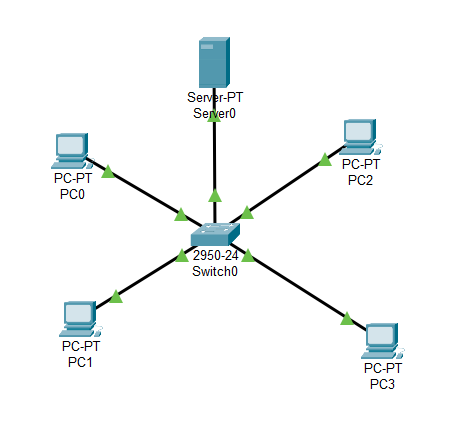 Server-PT
Server0
PC-PT
PC0
PC-PT
PC2
2950-24
Switch0
PC-PT
PC1
PC-PT
PC3